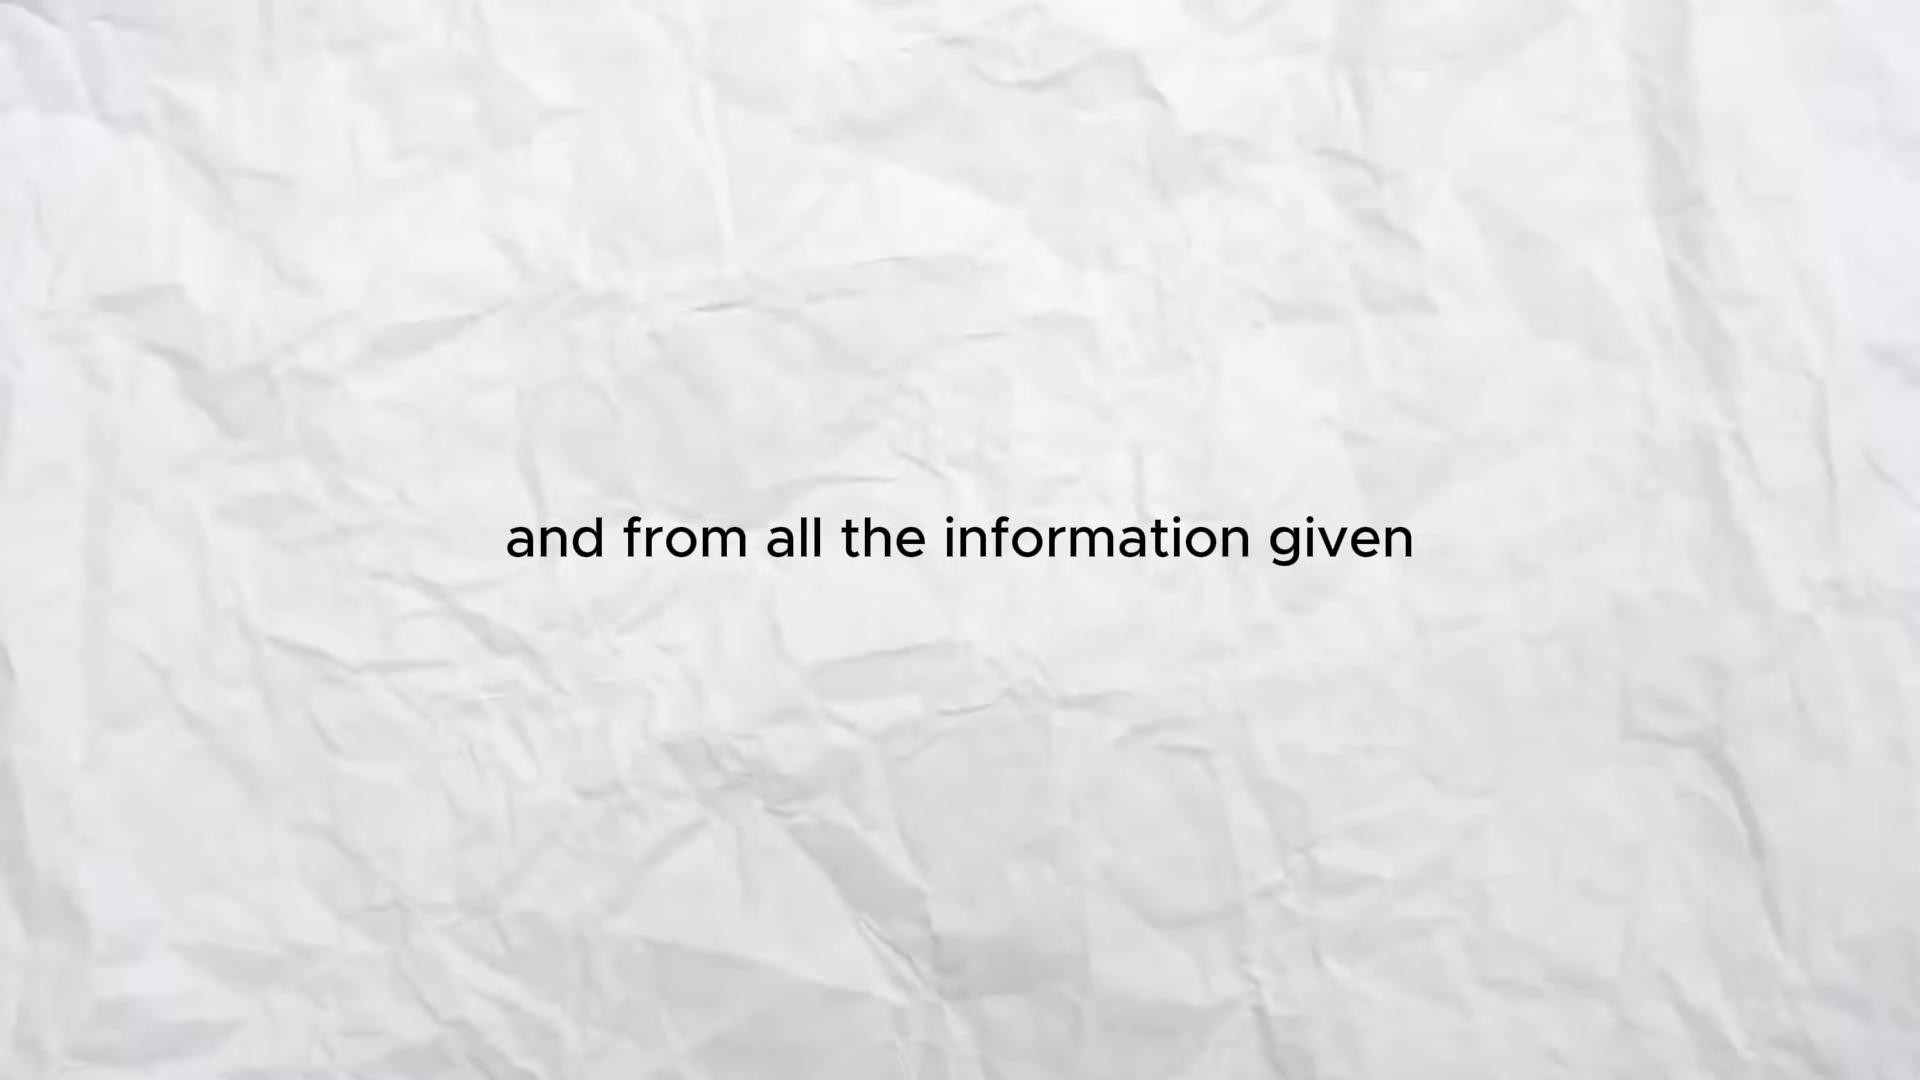 and from all the information given